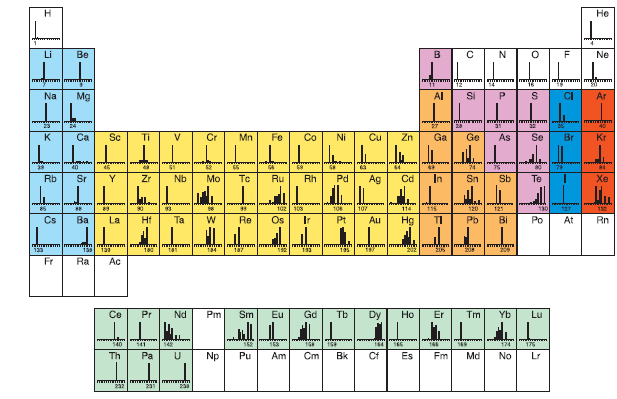 H He
1 4
Li Be B C N O F Ne
7 9 11 12 14 16 19 20
Na Mg Al Si P S Cl Ar
23 24 27 28 31 32 35 40
K Ca Sc Ti V Cr Mn Fe Co Ni Cu Zn Ga Ge As Se Br Kr
39 40 45 48 51 52 55 56 59 58 63 64 69 74 75 80 79 84
Rb Sr Y Zr Nb Mo Tc Ru Rh Pd Ag Cd In Sn Sb Te I Xe
85 88 89 90 93 98 99 102 103 106 107 114 115 120 121 130 127 132
Cs Ba La Hf Ta W Re Os Ir Pt Au Hg Tl Pb Bi Po At Rn
133 138 139 180 181 184 187 192 193 195 197 202 205 208 209
Fr Ra Ac
Ce Pr Nd Pm Sm Eu Gd Tb Dy Ho Er Tm Yb Lu
140 141 142 152 153 158 159 164 165 166 169 174 175
Th Pa U Np Pu Am Cm Bk Cf Es Fm Md No Lr
232 231 238